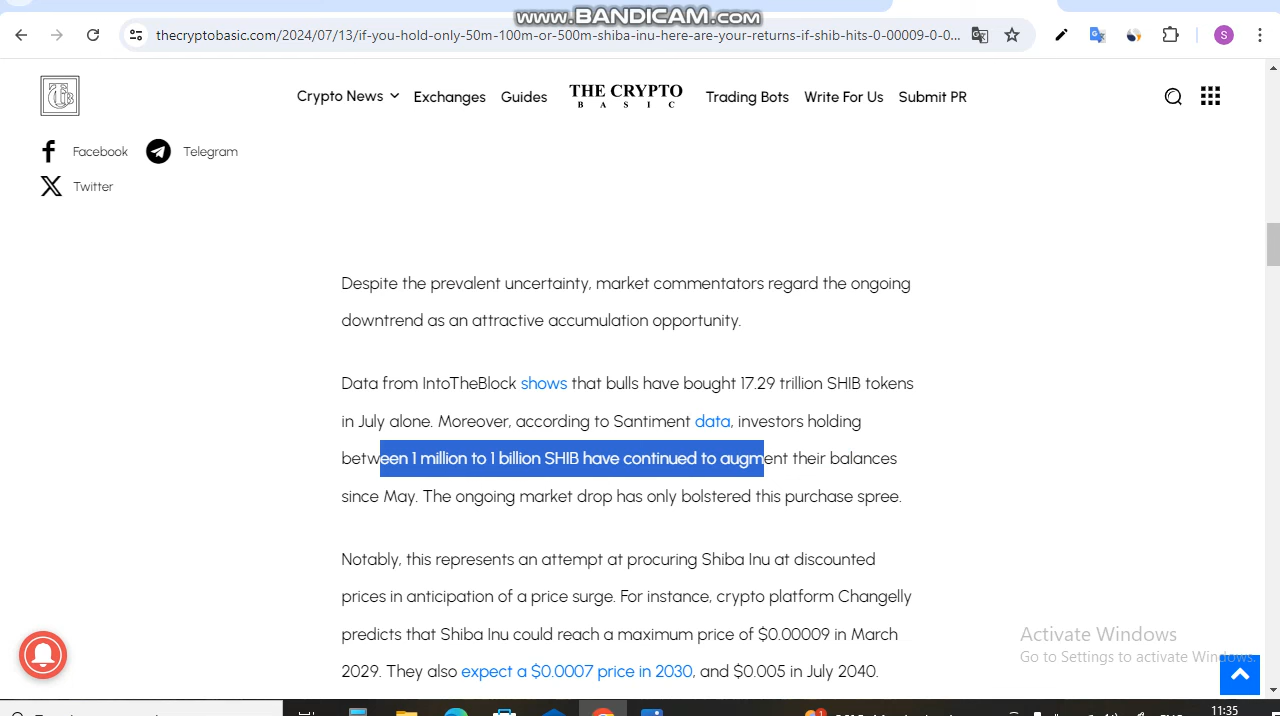 www.BANDICAM.com
thecryptobasic.com/2024/07/13/if-you-hold-only-50m-100m-or-500m-shiba-inu-here-are-your-returns-if-shib-hits-0-00009-0-0...
S
Crypto News
Exchanges
Guides
THE CRYPTO
BASIC
Trading Bots
Write For Us
Submit PR
Facebook
Telegram
Twitter
Despite the prevalent uncertainty, market commentators regard the ongoing
downtrend as an attractive accumulation opportunity.
Data from IntoTheBlock shows that bulls have bought 17.29 trillion SHIB tokens
in July alone. Moreover, according to Santiment data, investors holding
between 1 million to 1 billion SHIB have continued to augment their balances
since May. The ongoing market drop has only bolstered this purchase spree.
Notably, this represents an attempt at procuring Shiba Inu at discounted
prices in anticipation of a price surge. For instance, crypto platform Changelly
predicts that Shiba Inu could reach a maximum price of $0.00009 in March
2029. They also expect a $0.0007 price in 2030, and $0.005 in July 2040.
Activate Windows
Go to Settings to activate Windows.
11:35